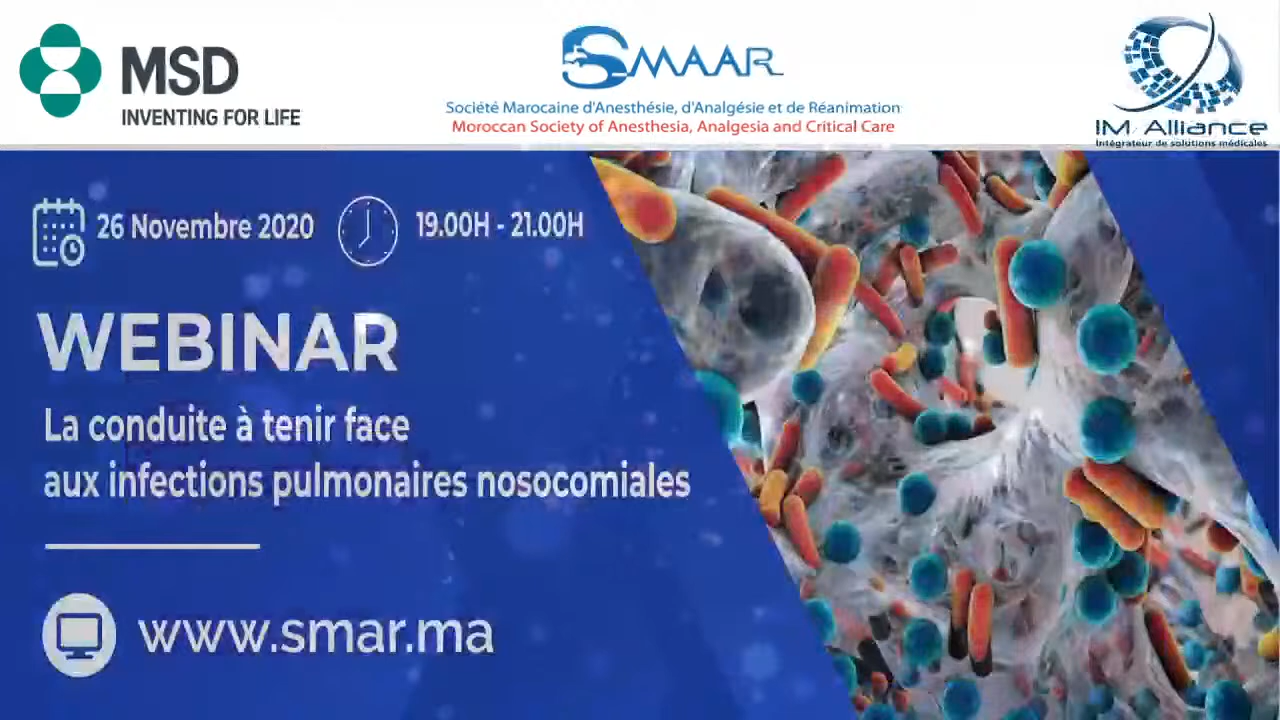 MSD
INVENTING FOR LIFE
SMAAR
Société Marocaine d'Anesthésie, d'Analgésie et de Réanimation
Moroccan Society of Anesthesia, Analgesia and Critical Care
IM Alliance
Intégrateur de solutions médicales
26 Novembre 2020
19.00H - 21.00H
WEBINAR
La conduite à tenir face
aux infections pulmonaires nosocomiales
www.smar.ma